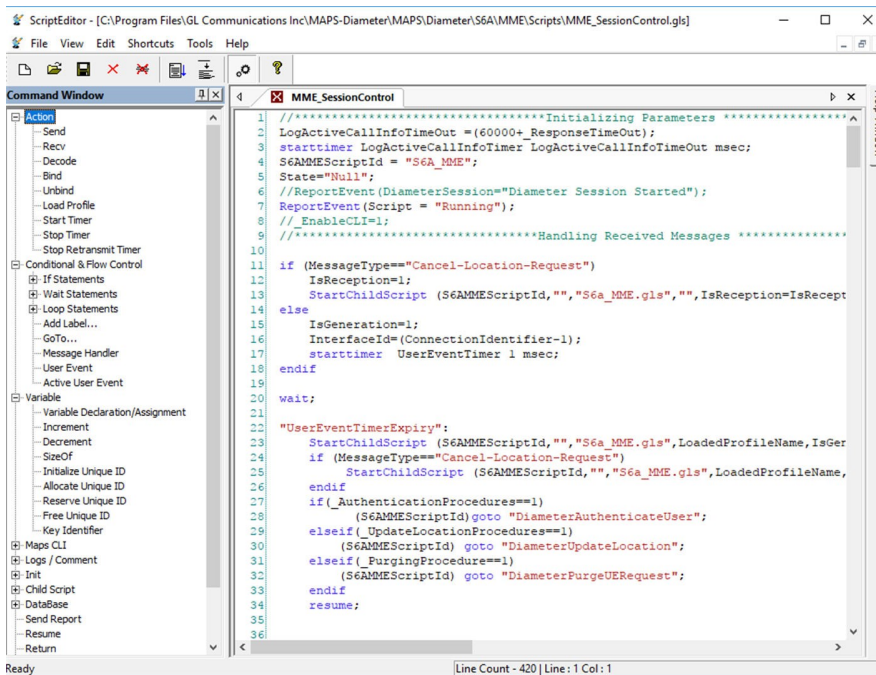 ScriptEditor - [C:\Program Files\GL Communications Inc\MAPS-Diameter\MAPS\Diameter\S6A\MME\Scripts\MME_SessionControl.gls]
File View Edit Shortcuts Tools Help
Command Window
Action
Send
Recv
Decode
Bind
Unbind
Load Profile
Start Timer
Stop Timer
Stop Retransmit Timer
Conditional & Flow Control
If Statements
Wait Statements
Loop Statements
Add Label...
GoTo...
Message Handler
User Event
Active User Event
Variable
Variable Declaration/Assignment
Increment
Decrement
SizeOf
Initialize Unique ID
Allocate Unique ID
Reserve Unique ID
Free Unique ID
Key Identifier
Maps CLI
Logs / Comment
Init
Child Script
DataBase
Send Report
Resume
Return
MME_SessionControl
1 //**********************************Initializing Parameters *****************
2 LogActiveCallInfoTimeOut =(60000+_ResponseTimeOut);
3 starttimer LogActiveCallInfoTimer LogActiveCallInfoTimeOut msec;
4 S6AMMEScriptId = "S6A_MME";
5 State="Null";
6 //ReportEvent(DiameterSession="Diameter Session Started");
7 ReportEvent(Script = "Running");
8 //_EnableCLI=1;
9 //*********************************Handling Received Messages ***************
10
11 if (MessageType=="Cancel-Location-Request")
12 IsReception=1;
13 StartChildScript (S6AMMEScriptId,"","S6a_MME.gls","",IsReception=IsRecept
14 else
15 IsGeneration=1;
16 InterfaceId=(ConnectionIdentifier-1);
17 starttimer UserEventTimer 1 msec;
18 endif
19
20 wait;
21
22 "UserEventTimerExpiry":
23 StartChildScript (S6AMMEScriptId,"","S6a_MME.gls",LoadedProfileName,IsGer
24 if (MessageType=="Cancel-Location-Request")
25 StartChildScript (S6AMMEScriptId,"","S6a_MME.gls",LoadedProfileName,
26 endif
27 if(_AuthenticationProcedures==1)
28 (S6AMMEScriptId)goto "DiameterAuthenticateUser";
29 elseif(_UpdateLocationProcedures==1)
30 (S6AMMEScriptId) goto "DiameterUpdateLocation";
31 elseif(_PurgingProcedure==1)
32 (S6AMMEScriptId) goto "DiameterPurgeUERequest";
33 endif
34 resume;
35
36
Ready
Line Count - 420 | Line : 1 Col : 1